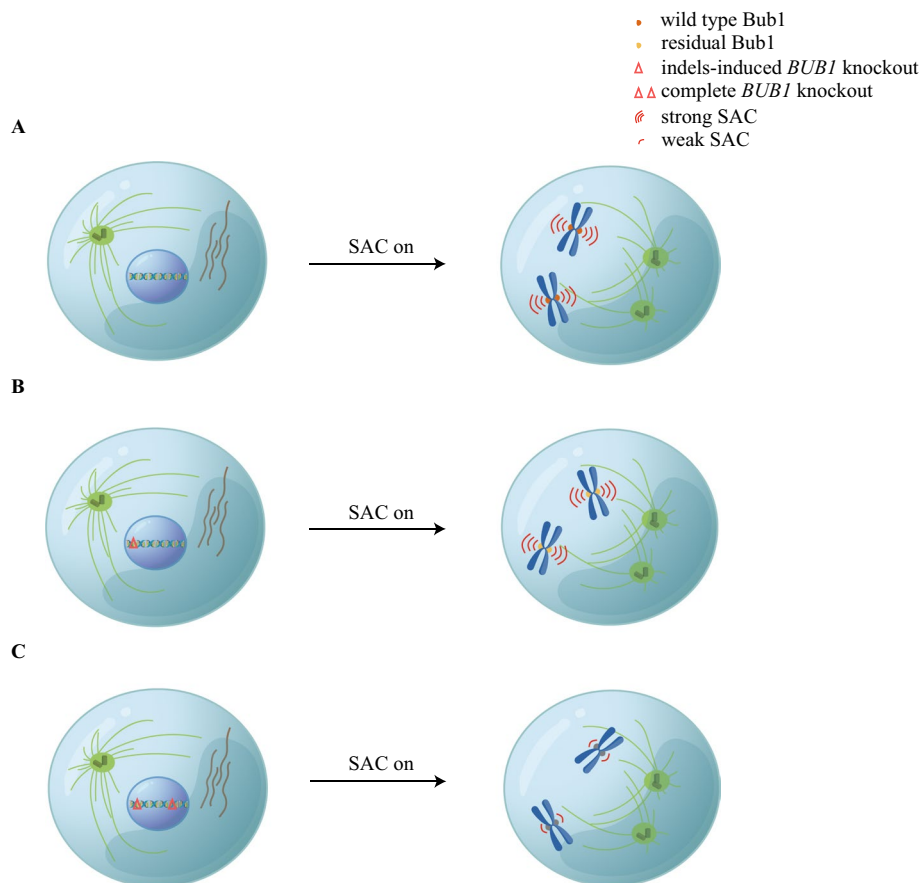 wild type Bub1
residual Bub1
indels-induced BUB1 knockout
complete BUB1 knockout
strong SAC
weak SAC
A
SAC on
B
SAC on
C
SAC on